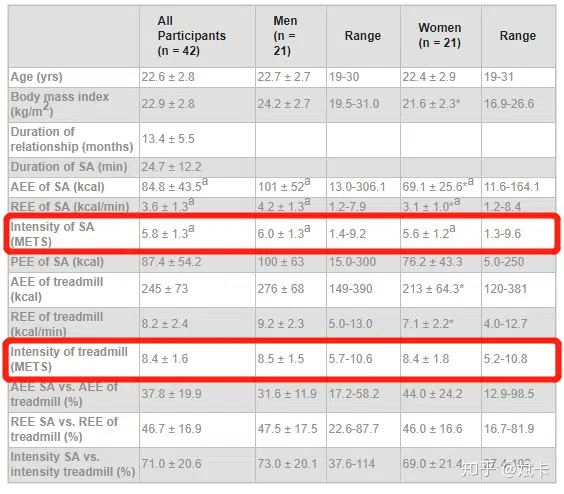 All Participants (n = 42) Men (n = 21) Range Women (n = 21) Range
Age (yrs) 22.6 ± 2.8 22.7 ± 2.7 19-30 22.4 ± 2.9 19-31
Body mass index (kg/m2) 22.9 ± 2.8 24.2 ± 2.7 19.5-31.0 21.6 ± 2.3* 16.9-26.6
Duration of relationship (months) 13.4 ± 5.5
Duration of SA (min) 24.7 ± 12.2
AEE of SA (kcal) 84.8 ± 43.5a 101 ± 52a 13.0-306.1 69.1 ± 25.6*a 11.6-164.1
REE of SA (kcal/min) 3.6 ± 1.3a 4.2 ± 1.3a 1.2-7.9 3.1 ± 1.0*a 1.2-8.4
Intensity of SA (METS) 5.8 ± 1.3a 6.0 ± 1.3a 1.4-9.2 5.6 ± 1.2a 1.3-9.6
PEE of SA (kcal) 87.4 ± 54.2 100 ± 63 15.0-300 76.2 ± 43.3 5.0-250
AEE of treadmill (kcal) 245 ± 73 276 ± 68 149-390 213 ± 64.3* 120-381
REE of treadmill (kcal/min) 8.2 ± 2.4 9.2 ± 2.3 5.0-13.0 7.1 ± 2.2* 4.0-12.7
Intensity of treadmill (METS) 8.4 ± 1.6 8.5 ± 1.5 5.7-10.6 8.4 ± 1.8 5.2-10.8
AEE SA vs. AEE of treadmill (%) 37.8 ± 19.9 31.6 ± 11.9 17.2-58.2 44.0 ± 24.2 12.9-98.5
REE SA vs. REE of treadmill (%) 46.7 ± 16.9 47.5 ± 17.5 22.6-87.7 46.0 ± 16.6 16.7-81.9
Intensity SA vs. intensity treadmill (%) 71.0 ± 20.6 73.0 ± 20.1 37.6-114 69.0 ± 21.4
知乎 @斌卡